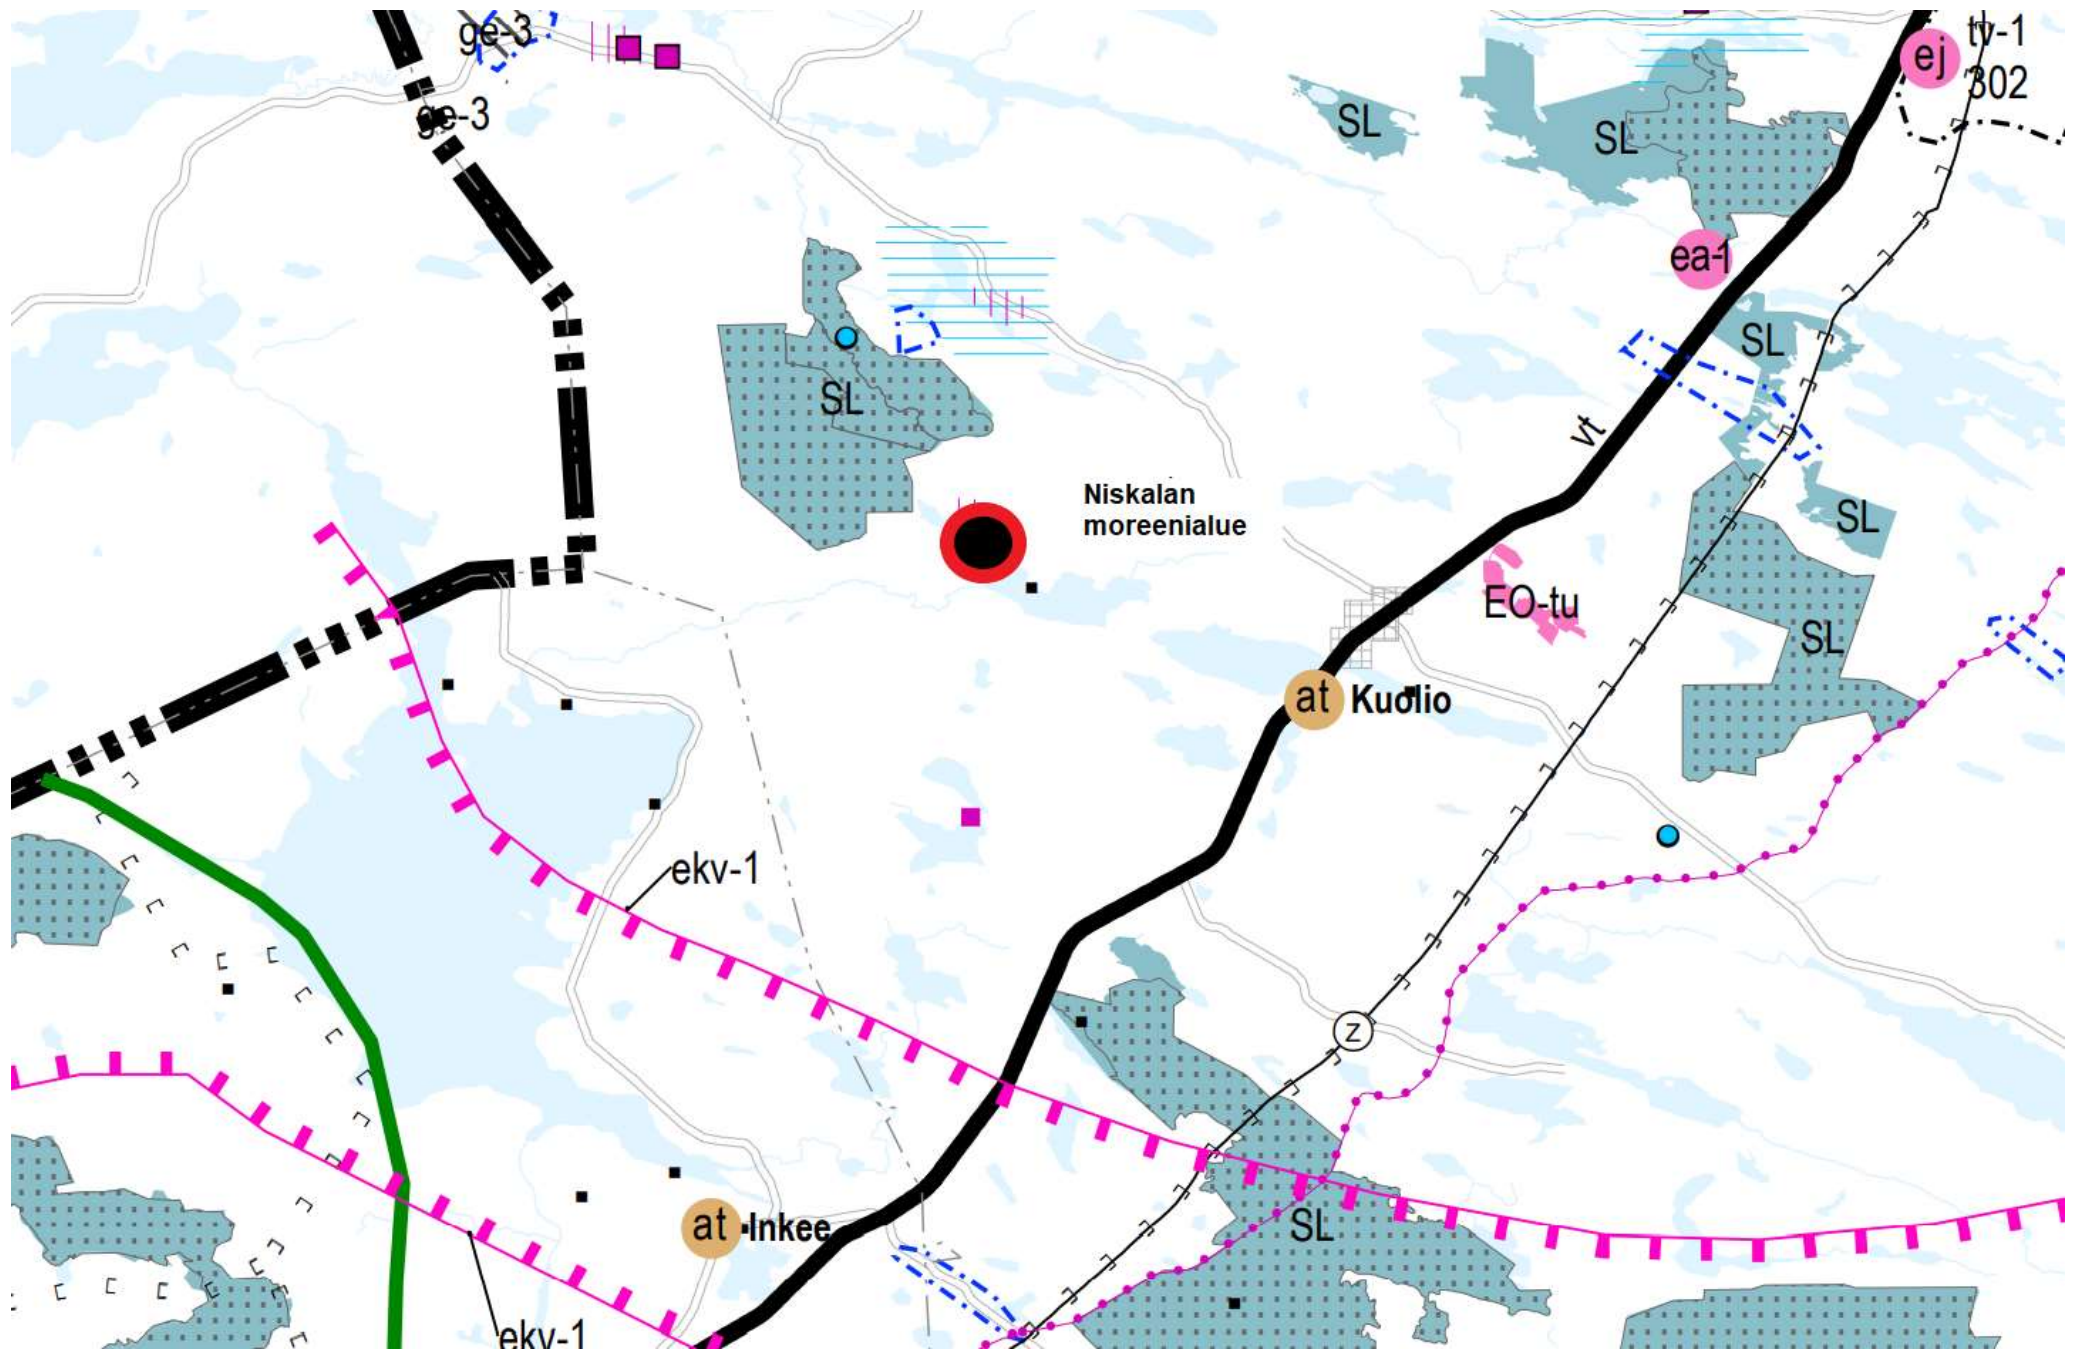 ge-3
ej
tv-1
302
ge-3
SL
SL
ea-1
SL
SL
vt
Niskalan
moreenialue
SL
EO-tu
SL
at Kuolio
ekv-1
z
SL
at Inkee
ekv-1